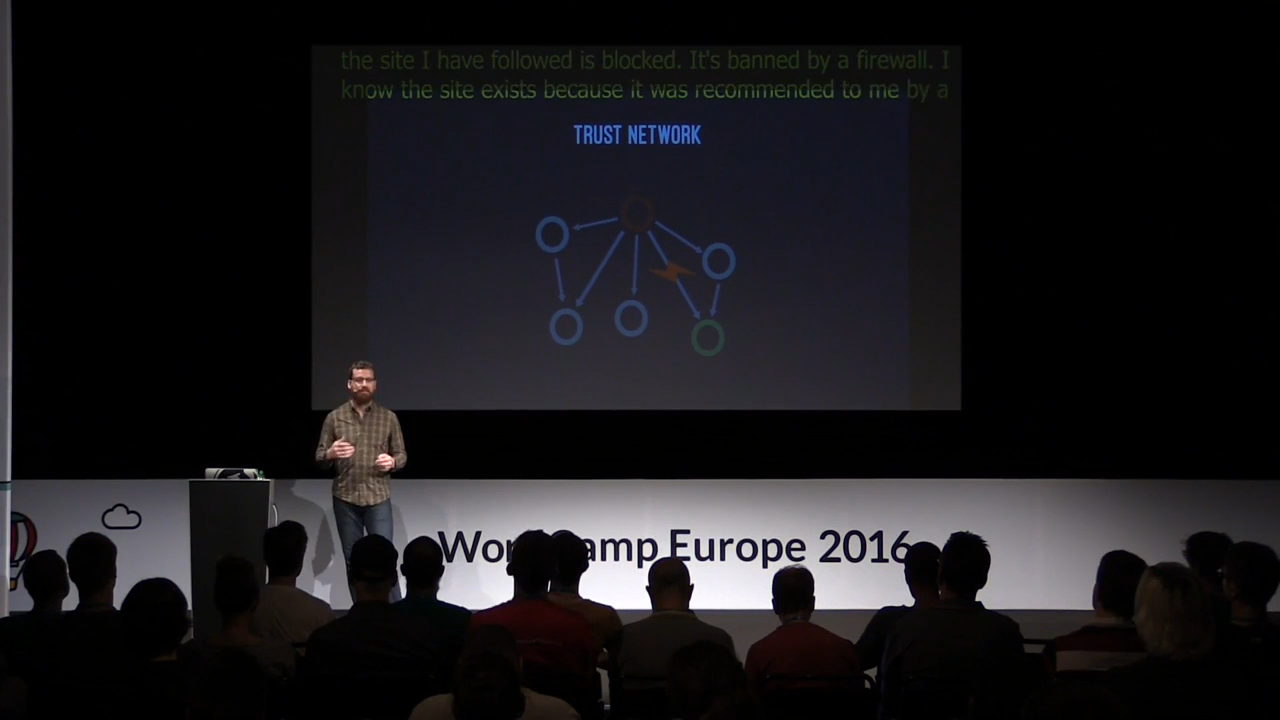 the site I have followed is blocked. It's banned by a firewall. I
know the site exists because it was recommended to me by a
TRUST NETWORK
WordCamp Europe 2016